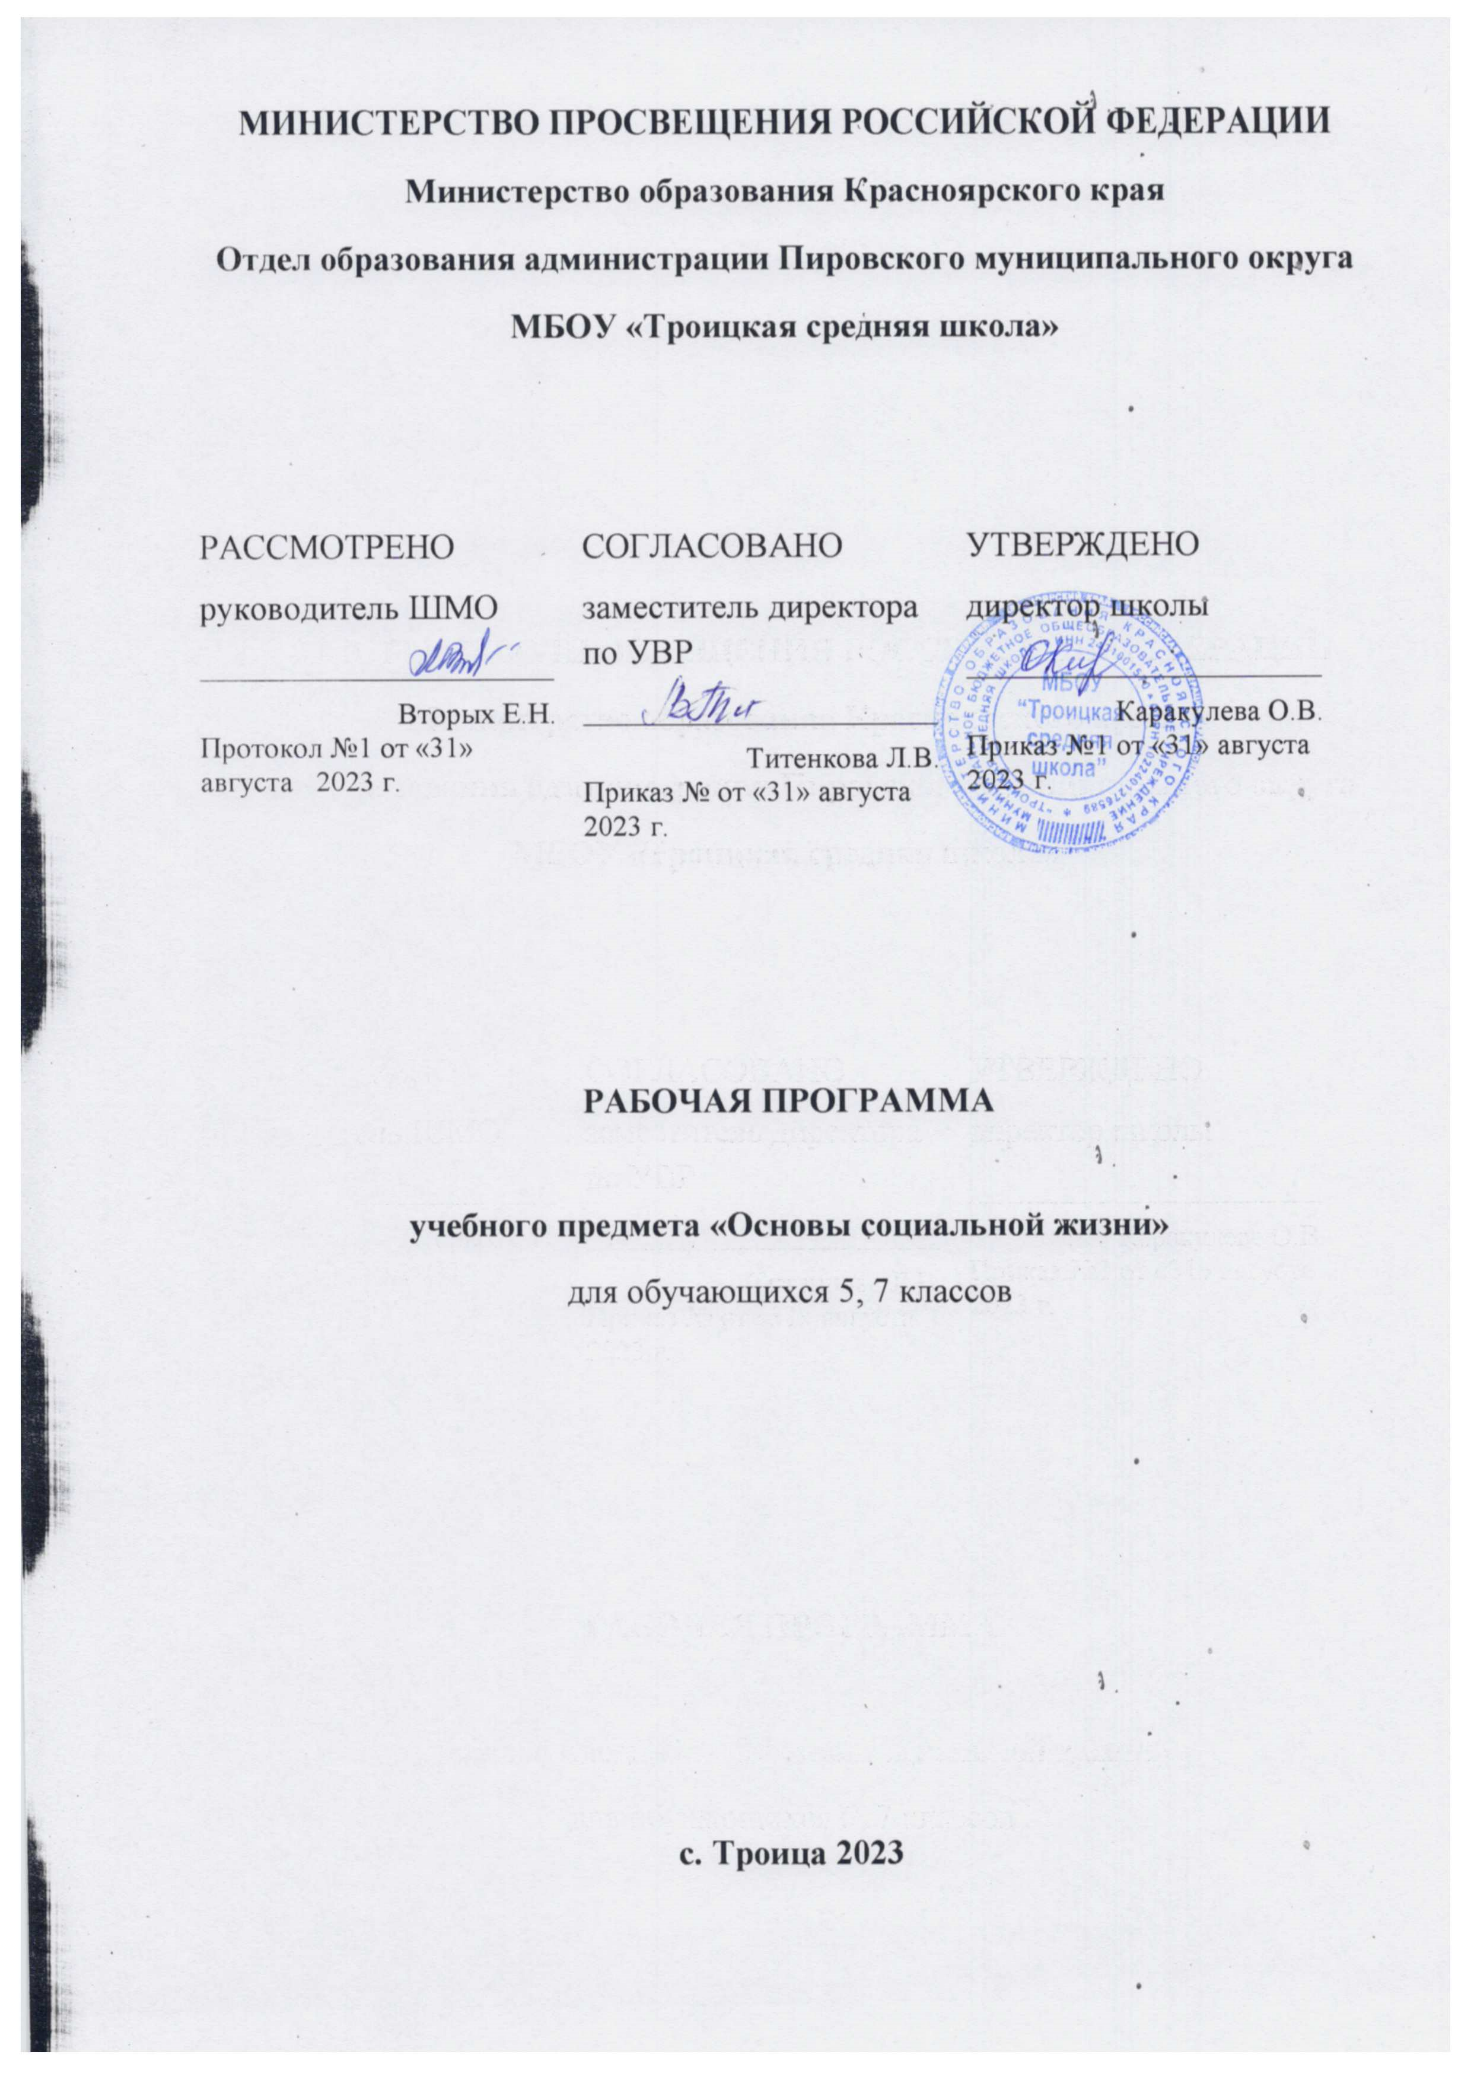 МИНИСТЕРСТВО ПРОСВЕЩЕНИЯ РОССИЙСКОЙ ФЕДЕРАЦИИ
Министерство образования Красноярского края
Отдел образования администрации Пировского муниципального округа
МБОУ «Троицкая средняя школа»
РАССМОТРЕНО
руководитель ШМО
Вторых Е.Н.
Протокол №1 от «31»
августа 2023 г.
СОГЛАСОВАНО
заместитель директора
по УВР
Титенкова Л.В.
Приказ № от «31» августа
2023 г.
УТВЕРЖДЕНО
директор школы
Каракулева О.В.
Приказ №1 от «31» августа
2023 г.
МБОУ
“Троицкая
средняя
школа”
РАБОЧАЯ ПРОГРАММА
учебного предмета «Основы социальной жизни»
для обучающихся 5, 7 классов
с. Троица 2023